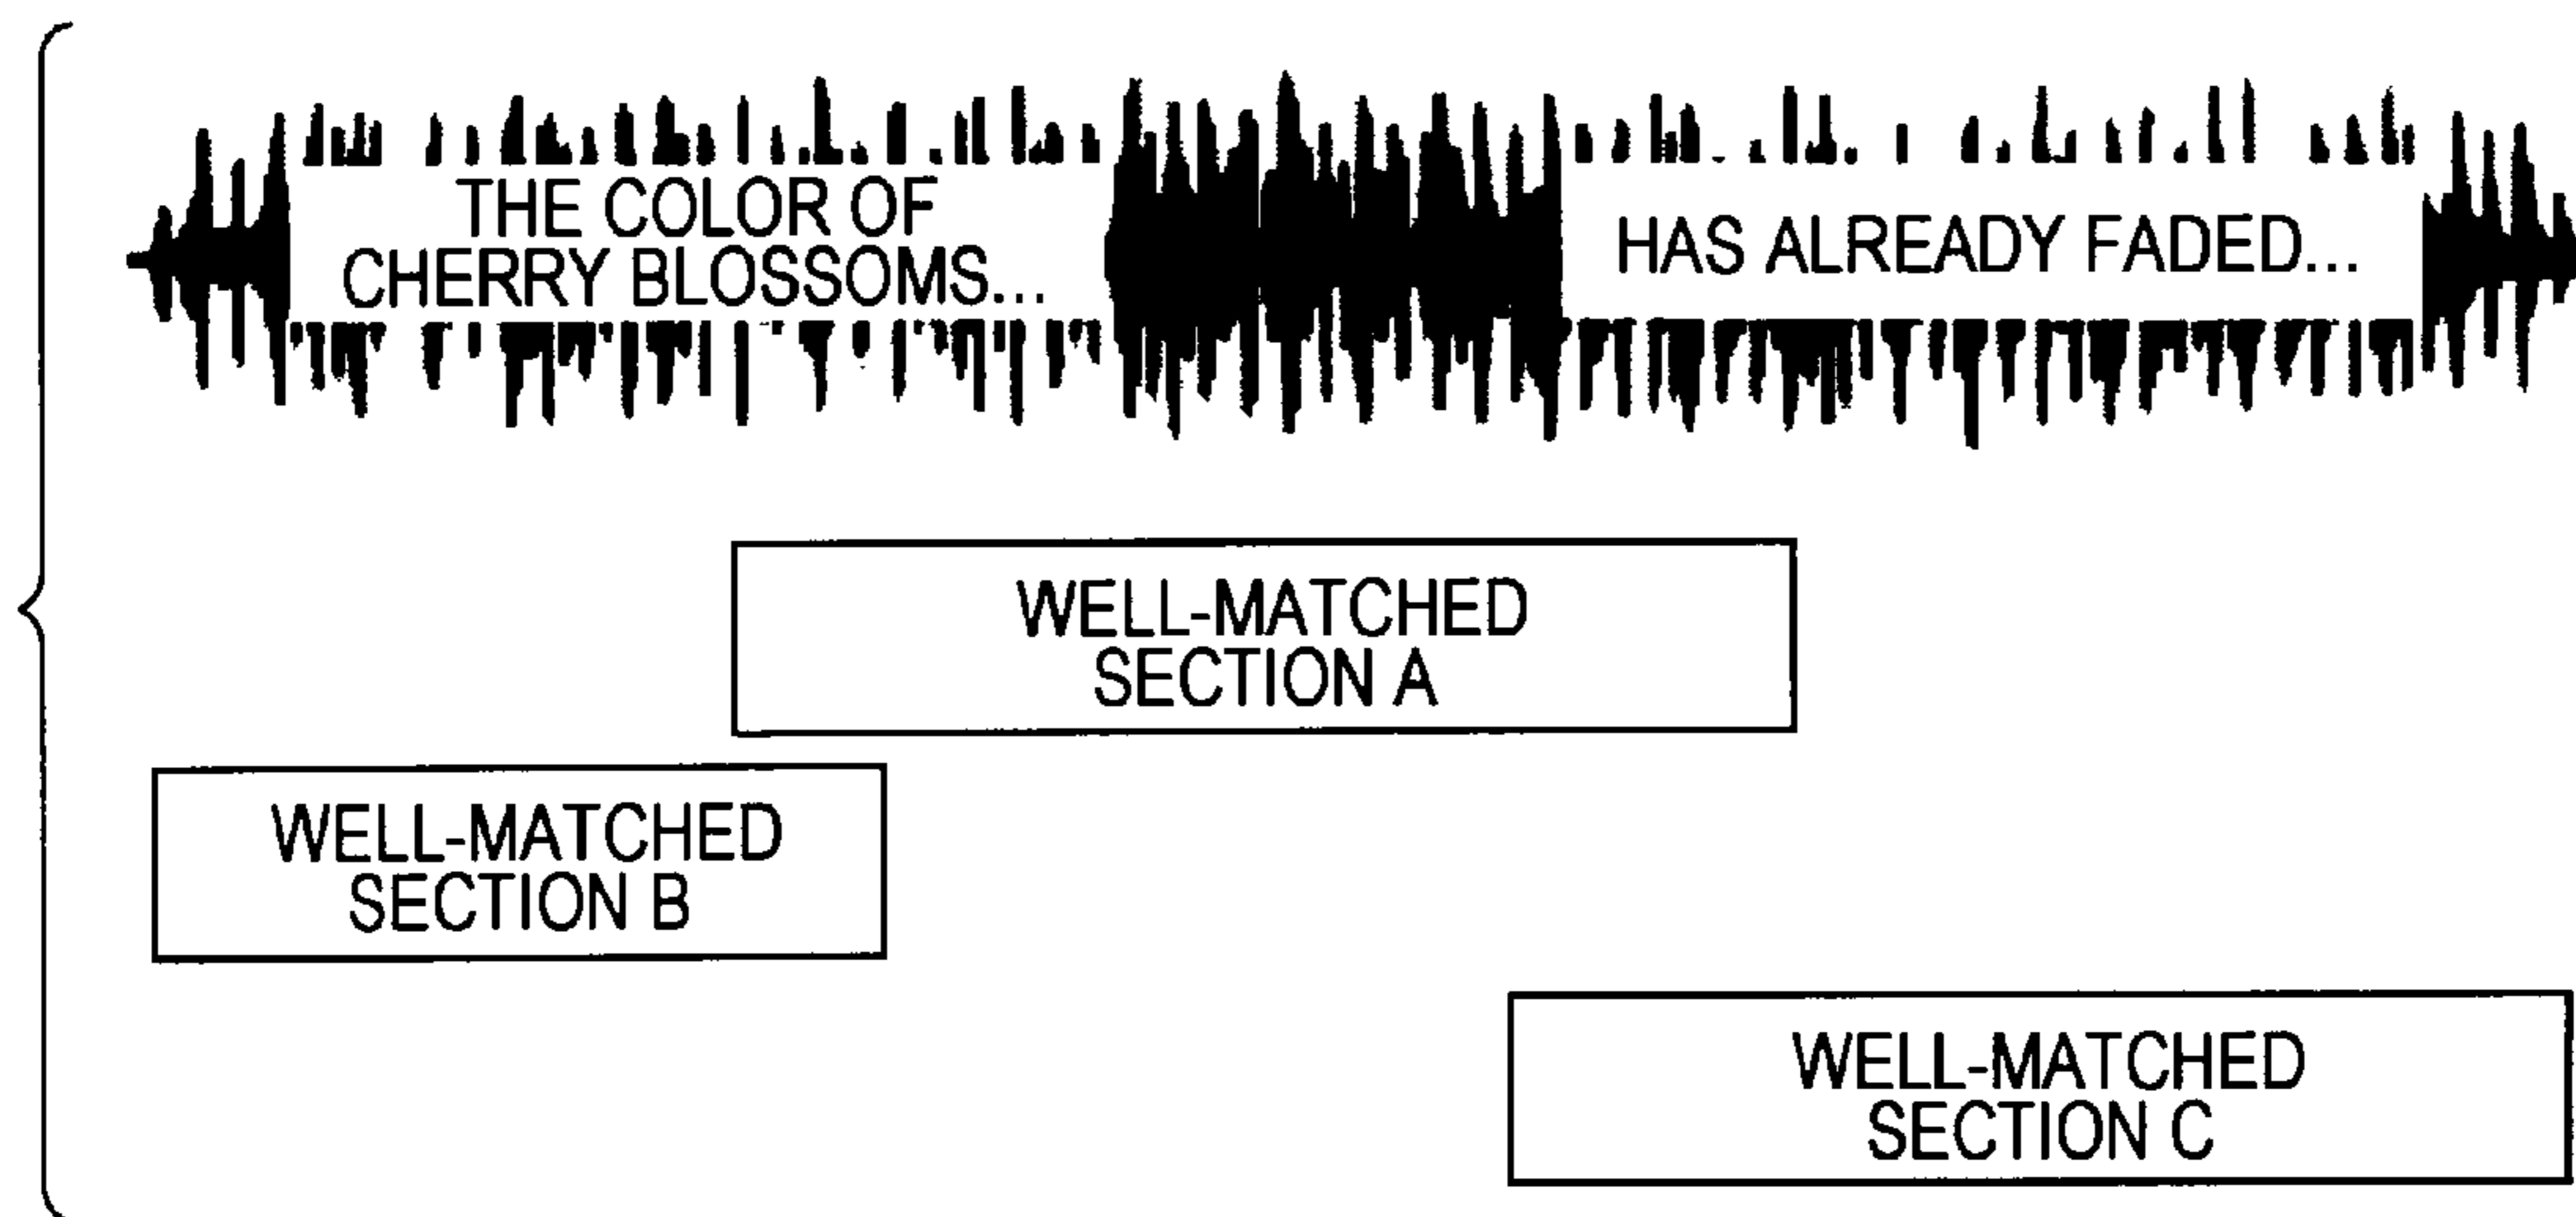 THE COLOR OF
CHERRY BLOSSOMS...
HAS ALREADY FADED...
WELL-MATCHED
SECTION A
WELL-MATCHED
SECTION B
WELL-MATCHED
SECTION C